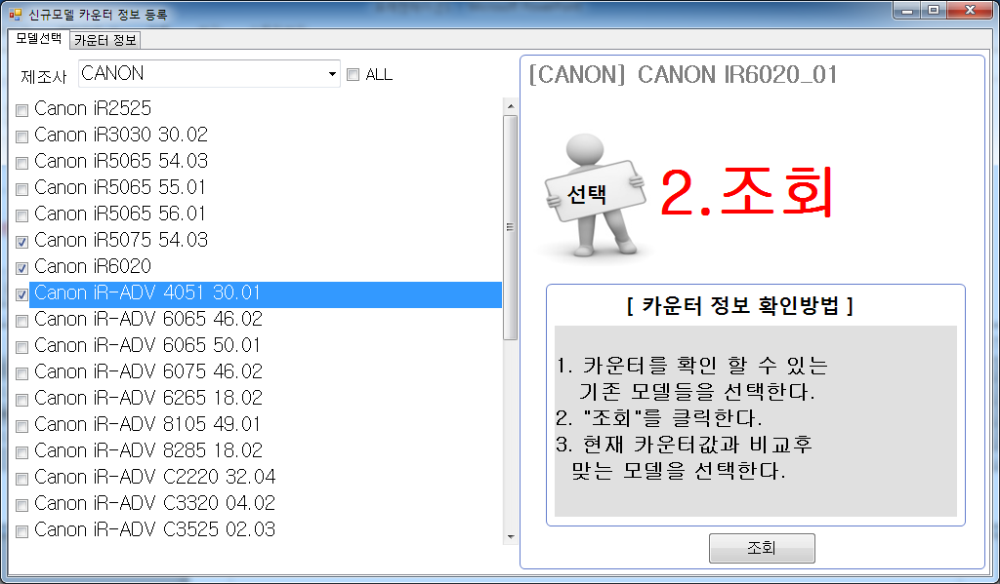 신규모델 카운터 정보 등록
모델선택 카운터 정보
제조사 CANON ALL
Canon iR2525
Canon iR3030 30.02
Canon iR5065 54.03
Canon iR5065 55.01
Canon iR5065 56.01
Canon iR5075 54.03
Canon iR6020
Canon iR-ADV 4051 30.01
Canon iR-ADV 6065 46.02
Canon iR-ADV 6065 50.01
Canon iR-ADV 6075 46.02
Canon iR-ADV 6265 18.02
Canon iR-ADV 8105 49.01
Canon iR-ADV 8285 18.02
Canon iR-ADV C2220 32.04
Canon iR-ADV C3320 04.02
Canon iR-ADV C3525 02.03
[CANON] CANON IR6020_01
선택
2.조회
[ 카운터 정보 확인방법 ]
1. 카운터를 확인 할 수 있는
기존 모델들을 선택한다.
2. "조회"를 클릭한다.
3. 현재 카운터값과 비교후
맞는 모델을 선택한다.
조회